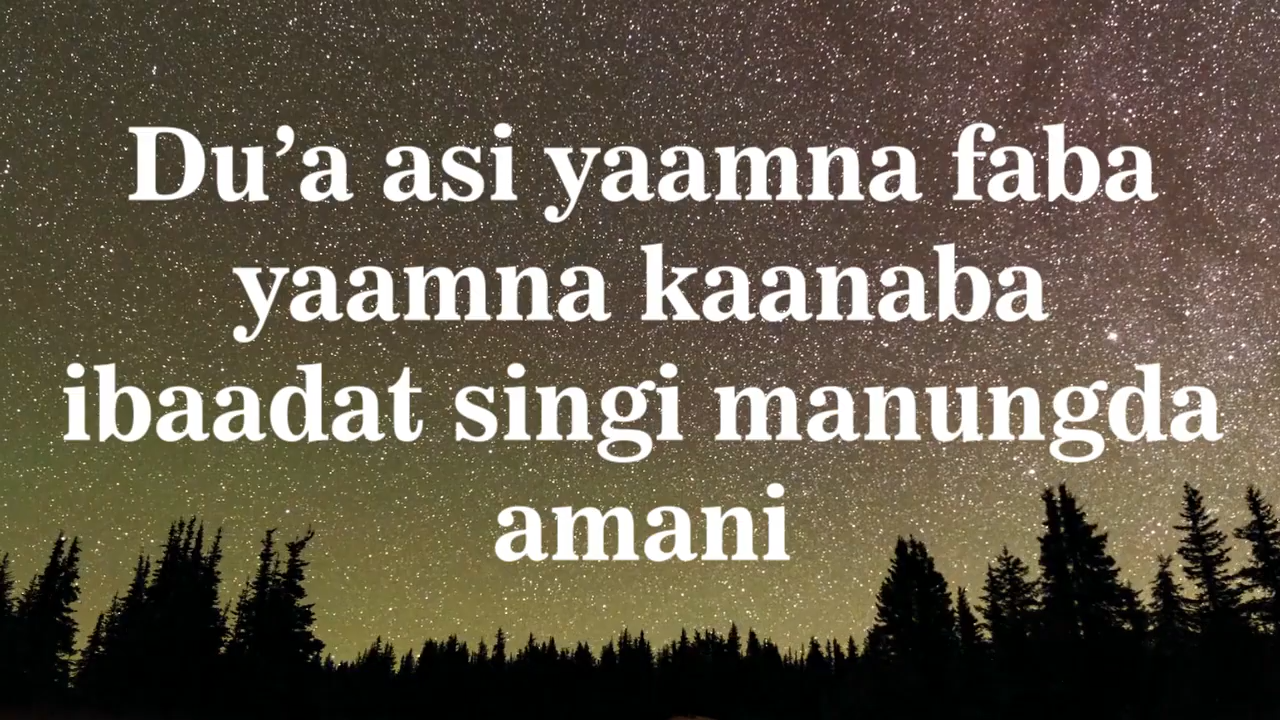 Du’a asi yaamna faba
yaamna kaanaba
ibaadat singi manungda
amani